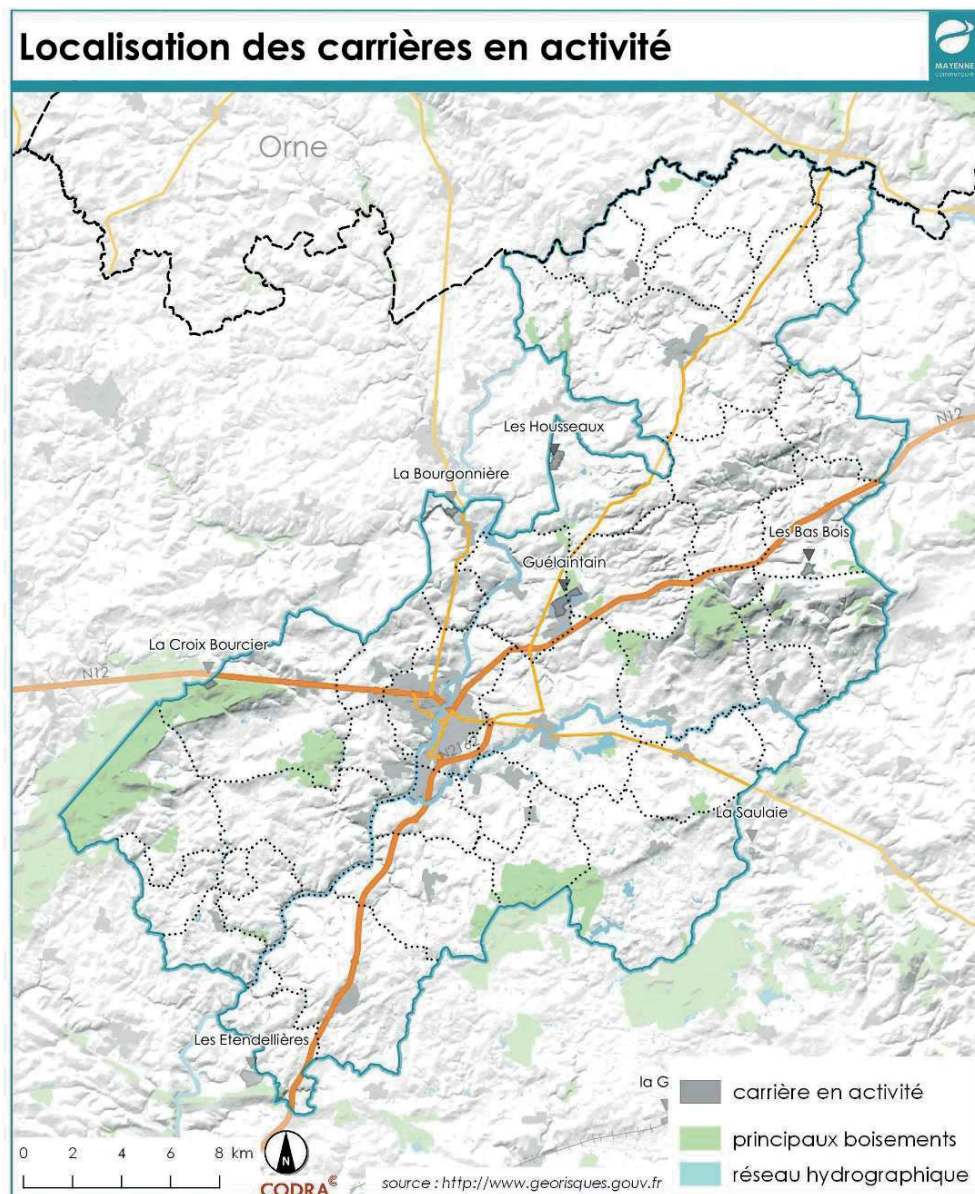 Localisation des carrières en activité
MAYENNE
Orne
N12
Les Housseaux
La Bourgonnière
Les Bas Bois
Guélaintain
La Croix Bourcier
N12
N2162
La Saulaie
Les Etendellières
la G
carrière en activité
principaux boisements
réseau hydrographique
0 2 4 6 8 km
N
CODRA
source : http://www.georisques.gouv.fr